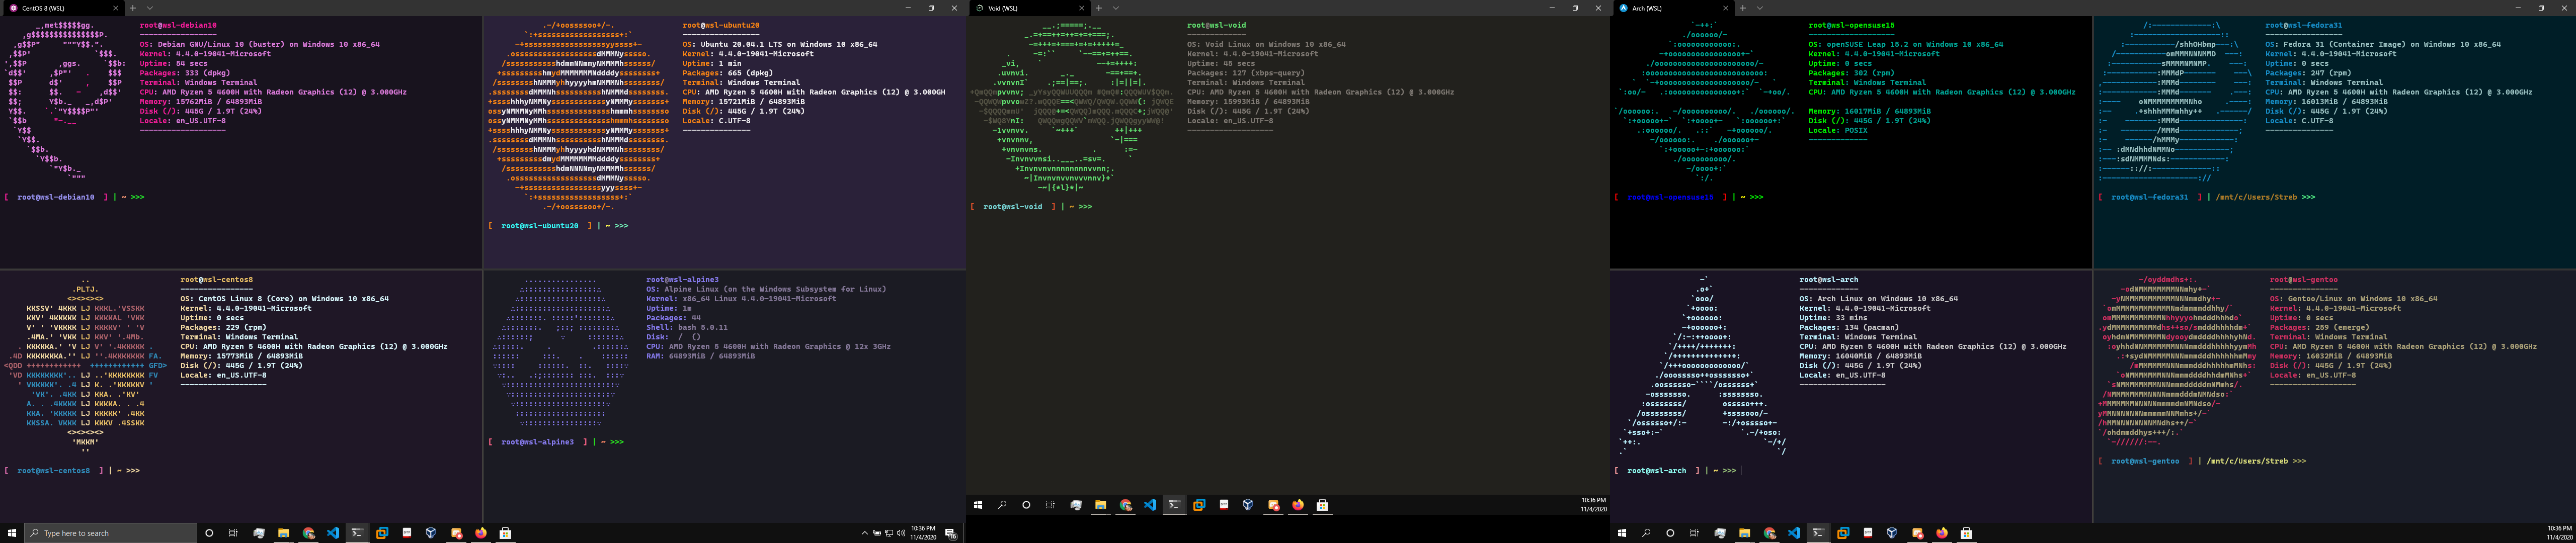 CentOS 8 (WSL)
root@wsl-debian10
OS: Debian GNU/Linux 10 (buster) on Windows 10 x86_64
Kernel: 4.4.0-19041-Microsoft
Uptime: 54 secs
Packages: 333 (dpkg)
Terminal: Windows Terminal
CPU: AMD Ryzen 5 4600H with Radeon Graphics (12) @ 3.000GHz
Memory: 15762MiB / 64893MiB
Disk (/): 445G / 1.9T (24%)
Locale: en_US.UTF-8
[ root@wsl-debian10 ] | ~ >>>
root@wsl-ubuntu20
OS: Ubuntu 20.04.1 LTS on Windows 10 x86_64
Kernel: 4.4.0-19041-Microsoft
Uptime: 1 min
Packages: 665 (dpkg)
Terminal: Windows Terminal
CPU: AMD Ryzen 5 4600H with Radeon Graphics (12) @ 3.000GH
Memory: 15721MiB / 64893MiB
Disk (/): 445G / 1.9T (24%)
Locale: C.UTF-8
[ root@wsl-ubuntu20 ] | ~ >>>
root@wsl-centos8
OS: CentOS Linux 8 (Core) on Windows 10 x86_64
Kernel: 4.4.0-19041-Microsoft
Uptime: 0 secs
Packages: 229 (rpm)
Terminal: Windows Terminal
CPU: AMD Ryzen 5 4600H with Radeon Graphics (12) @ 3.000GHz
Memory: 15773MiB / 64893MiB
Disk (/): 445G / 1.9T (24%)
Locale: en_US.UTF-8
[ root@wsl-centos8 ] | ~ >>>
root@wsl-alpine3
OS: Alpine Linux (on the Windows Subsystem for Linux)
Kernel: x86_64 Linux 4.4.0-19041-Microsoft
Uptime: 1m
Packages: 44
Shell: bash 5.0.11
Disk: / ()
CPU: AMD Ryzen 5 4600H with Radeon Graphics @ 12x 3GHz
RAM: 64893MiB / 64893MiB
[ root@wsl-alpine3 ] | ~ >>>
Type here to search
10:36 PM
11/4/2020
Void (WSL)
root@wsl-void
OS: Void Linux on Windows 10 x86_64
Kernel: 4.4.0-19041-Microsoft
Uptime: 45 secs
Packages: 127 (xbps-query)
Terminal: Windows Terminal
CPU: AMD Ryzen 5 4600H with Radeon Graphics (12) @ 3.000GHz
Memory: 15993MiB / 64893MiB
Disk (/): 445G / 1.9T (24%)
Locale: en_US.UTF-8
[ root@wsl-void ] | ~ >>>
10:36 PM
11/4/2020
Arch (WSL)
root@wsl-opensuse15
OS: openSUSE Leap 15.2 on Windows 10 x86_64
Kernel: 4.4.0-19041-Microsoft
Uptime: 0 secs
Packages: 302 (rpm)
Terminal: Windows Terminal
CPU: AMD Ryzen 5 4600H with Radeon Graphics (12) @ 3.000GHz
Memory: 16017MiB / 64893MiB
Disk (/): 445G / 1.9T (24%)
Locale: POSIX
[ root@wsl-opensuse15 ] | ~ >>>
root@wsl-fedora31
OS: Fedora 31 (Container Image) on Windows 10 x86_64
Kernel: 4.4.0-19041-Microsoft
Uptime: 0 secs
Packages: 247 (rpm)
Terminal: Windows Terminal
CPU: AMD Ryzen 5 4600H with Radeon Graphics (12) @ 3.000GHz
Memory: 16013MiB / 64893MiB
Disk (/): 445G / 1.9T (24%)
Locale: C.UTF-8
[ root@wsl-fedora31 ] | /mnt/c/Users/Streb >>>
root@wsl-arch
OS: Arch Linux on Windows 10 x86_64
Kernel: 4.4.0-19041-Microsoft
Uptime: 33 mins
Packages: 134 (pacman)
Terminal: Windows Terminal
CPU: AMD Ryzen 5 4600H with Radeon Graphics (12) @ 3.000GHz
Memory: 16040MiB / 64893MiB
Disk (/): 445G / 1.9T (24%)
Locale: en_US.UTF-8
[ root@wsl-arch ] | ~ >>>
root@wsl-gentoo
OS: Gentoo/Linux on Windows 10 x86_64
Kernel: 4.4.0-19041-Microsoft
Uptime: 0 secs
Packages: 259 (emerge)
Terminal: Windows Terminal
CPU: AMD Ryzen 5 4600H with Radeon Graphics (12) @ 3.000GHz
Memory: 16032MiB / 64893MiB
Disk (/): 445G / 1.9T (24%)
Locale: en_US.UTF-8
[ root@wsl-gentoo ] | /mnt/c/Users/Streb >>>
10:36 PM
11/4/2020